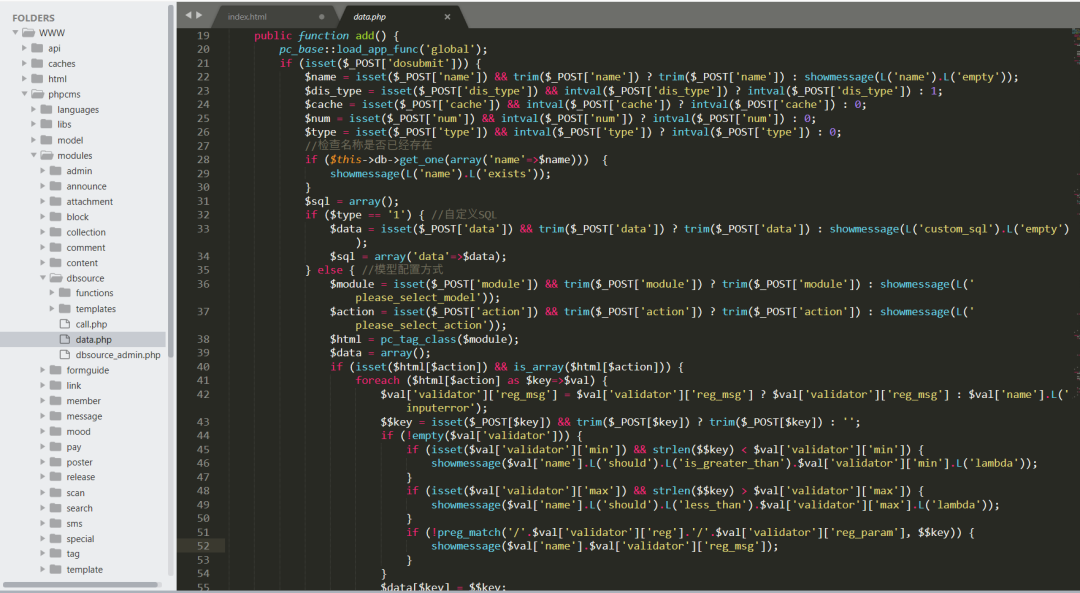 FOLDERS
WWW
api
caches
html
phpcms
languages
libs
model
modules
admin
announce
attachment
block
collection
comment
content
dbsource
functions
templates
call.php
data.php
dbsource_admin.php
formguide
link
member
message
mood
pay
poster
release
scan
search
sms
special
tag
template
index.html
data.php
19 public function add() {
20 pc_base::load_app_func('global');
21 if (isset($_POST['dosubmit'])) {
22 $name = isset($_POST['name']) && trim($_POST['name']) ? trim($_POST['name']) : showmessage(L('name').L('empty'));
23 $dis_type = isset($_POST['dis_type']) && intval($_POST['dis_type']) ? intval($_POST['dis_type']) : 1;
24 $cache = isset($_POST['cache']) && intval($_POST['cache']) ? intval($_POST['cache']) : 0;
25 $num = isset($_POST['num']) && intval($_POST['num']) ? intval($_POST['num']) : 0;
26 $type = isset($_POST['type']) && intval($_POST['type']) ? intval($_POST['type']) : 0;
27 //检查名称是否已经存在
28 if ($this->db->get_one(array('name'=>$name))) {
29 showmessage(L('name').L('exists'));
30 }
31 $sql = array();
32 if ($type == '1') { //自定义SQL
33 $data = isset($_POST['data']) && trim($_POST['data']) ? trim($_POST['data']) : showmessage(L('custom_sql').L('empty')
);
34 $sql = array('data'=>$data);
35 } else { //模型配置方式
36 $module = isset($_POST['module']) && trim($_POST['module']) ? trim($_POST['module']) : showmessage(L('
please_select_model'));
37 $action = isset($_POST['action']) && trim($_POST['action']) ? trim($_POST['action']) : showmessage(L('
please_select_action'));
38 $html = pc_tag_class($module);
39 $data = array();
40 if (isset($html[$action]) && is_array($html[$action])) {
41 foreach ($html[$action] as $key=>$val) {
42 $val['validator']['reg_msg'] = $val['validator']['reg_msg'] ? $val['validator']['reg_msg'] : $val['name'].L('
inputerror');
43 $$key = isset($_POST[$key]) && trim($_POST[$key]) ? trim($_POST[$key]) : '';
44 if (!empty($val['validator'])) {
45 if (isset($val['validator']['min']) && strlen($$key) < $val['validator']['min']) {
46 showmessage($val['name'].L('should').L('is_greater_than').$val['validator']['min'].L('lambda'));
47 }
48 if (isset($val['validator']['max']) && strlen($$key) > $val['validator']['max']) {
49 showmessage($val['name'].L('should').L('less_than').$val['validator']['max'].L('lambda'));
50 }
51 if (!preg_match('/'.$val['validator']['reg'].'/'.$val['validator']['reg_param'], $$key)) {
52 showmessage($val['name'].$val['validator']['reg_msg']);
53 }
54 }
55 $data[$key] = $$key;